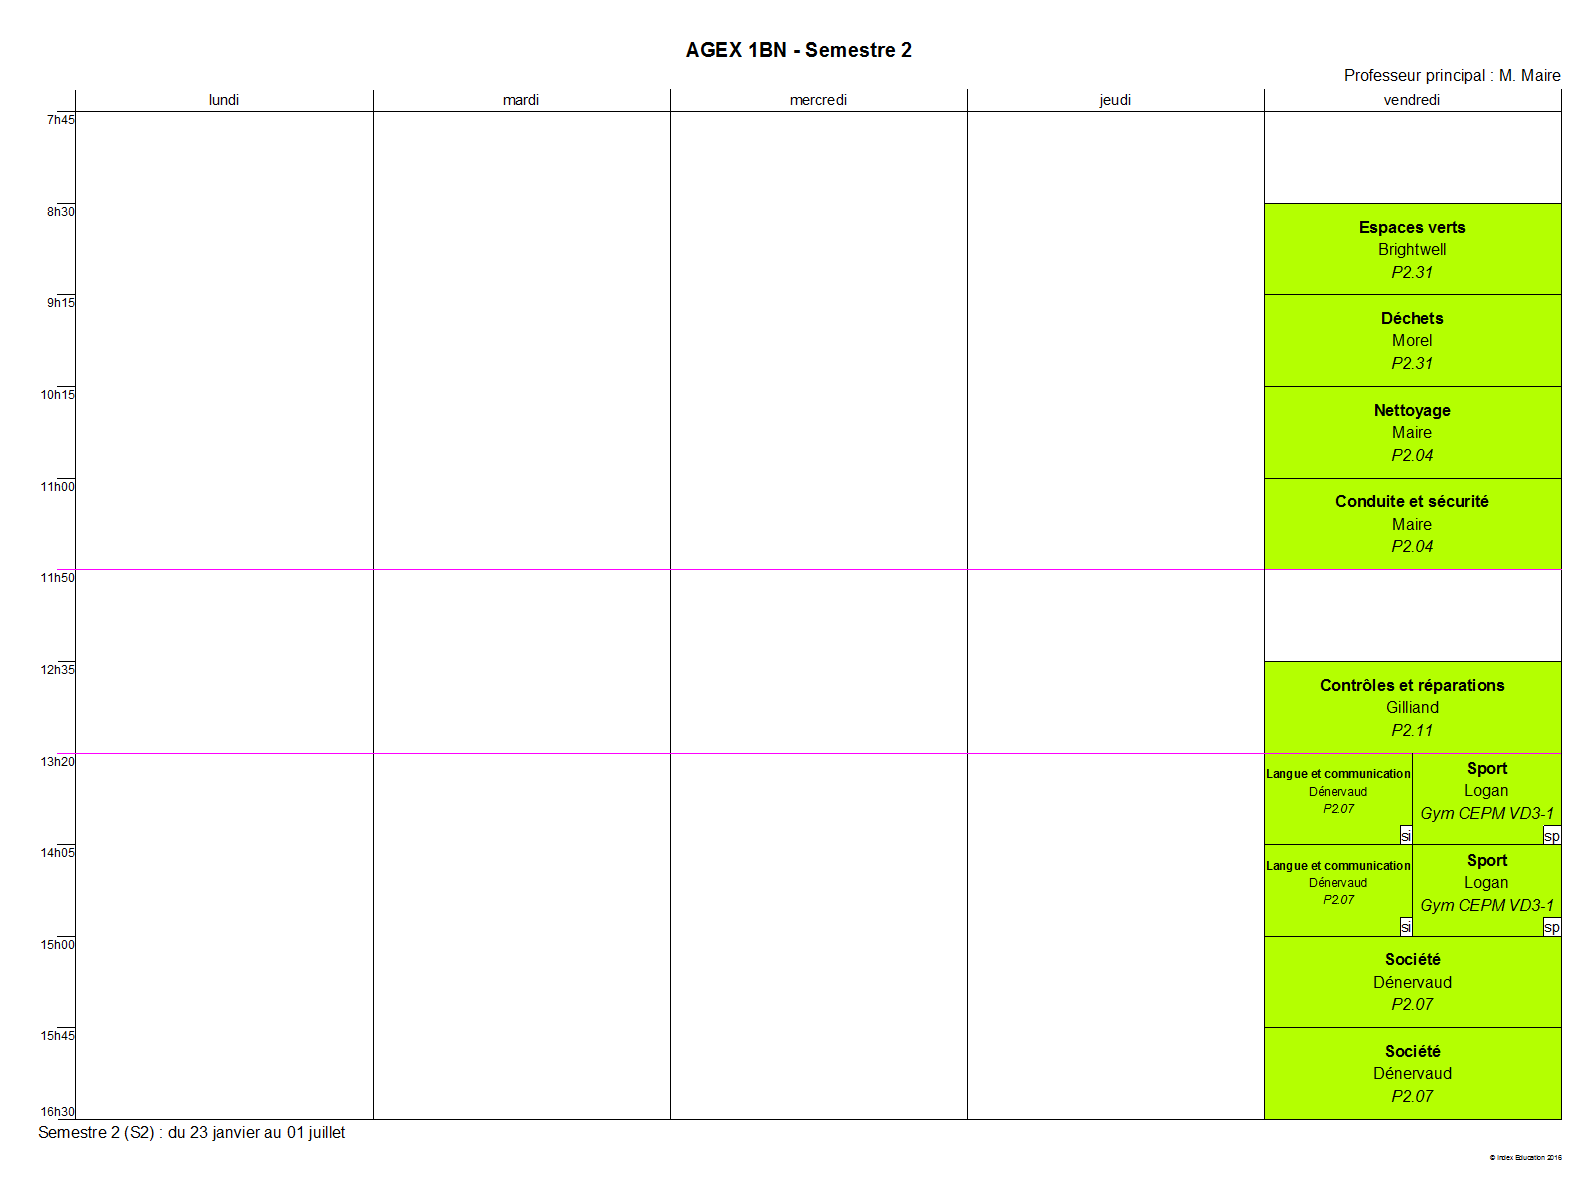 AGEX 1BN - Semestre 2
Professeur principal : M. Maire
lundi
mardi
mercredi
jeudi
vendredi
7h45
8h30
Espaces verts
Brightwell
P2.31
9h15
Déchets
Morel
P2.31
10h15
Nettoyage
Maire
P2.04
11h00
Conduite et sécurité
Maire
P2.04
11h50
12h35
Contrôles et réparations
Gilliand
P2.11
13h20
Langue et communication
Dénervaud
P2.07
si
Sport
Logan
Gym CEPM VD3-1
sp
14h05
Langue et communication
Dénervaud
P2.07
si
Sport
Logan
Gym CEPM VD3-1
sp
15h00
Société
Dénervaud
P2.07
15h45
Société
Dénervaud
P2.07
16h30
Semestre 2 (S2) : du 23 janvier au 01 juillet
© Index Education 2016